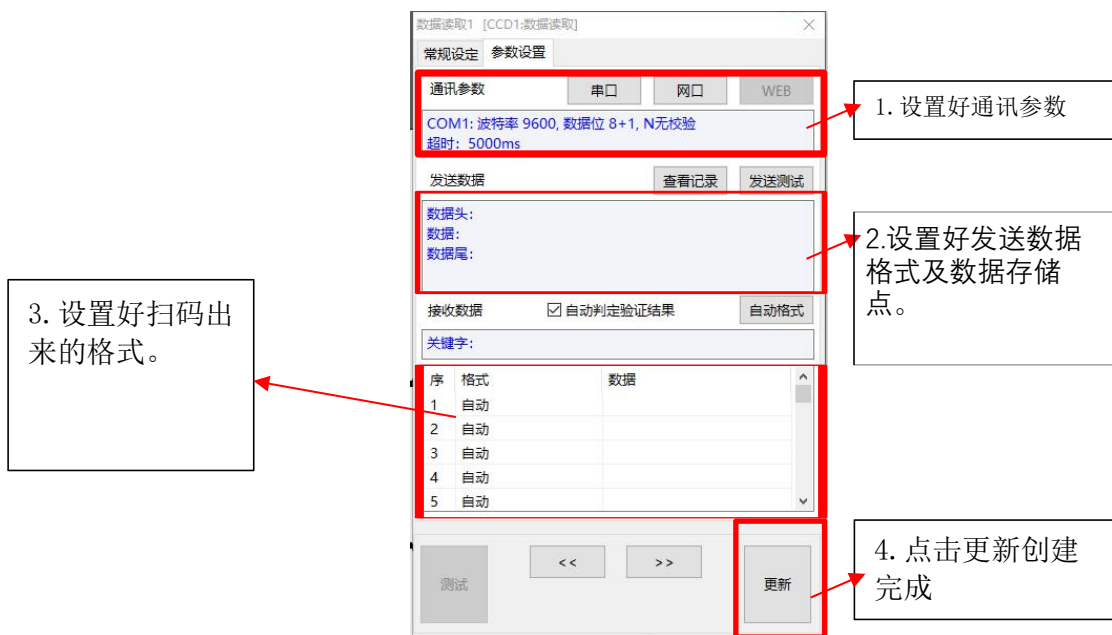 数据读取1 [CCD1:数据读取]
常规设定 参数设置
通讯参数 串口 网口 WEB
COM1: 波特率 9600, 数据位 8+1, N无校验
超时: 5000ms
1. 设置好通讯参数
发送数据 查看记录 发送测试
数据头:
数据:
数据尾:
2.设置好发送数据
格式及数据存储
点。
3. 设置好扫码出
来的格式。
接收数据 自动判定验证结果 自动格式
关键字:
序 格式 数据
1 自动
2 自动
3 自动
4 自动
5 自动
测试 << >> 更新
4. 点击更新创建
完成